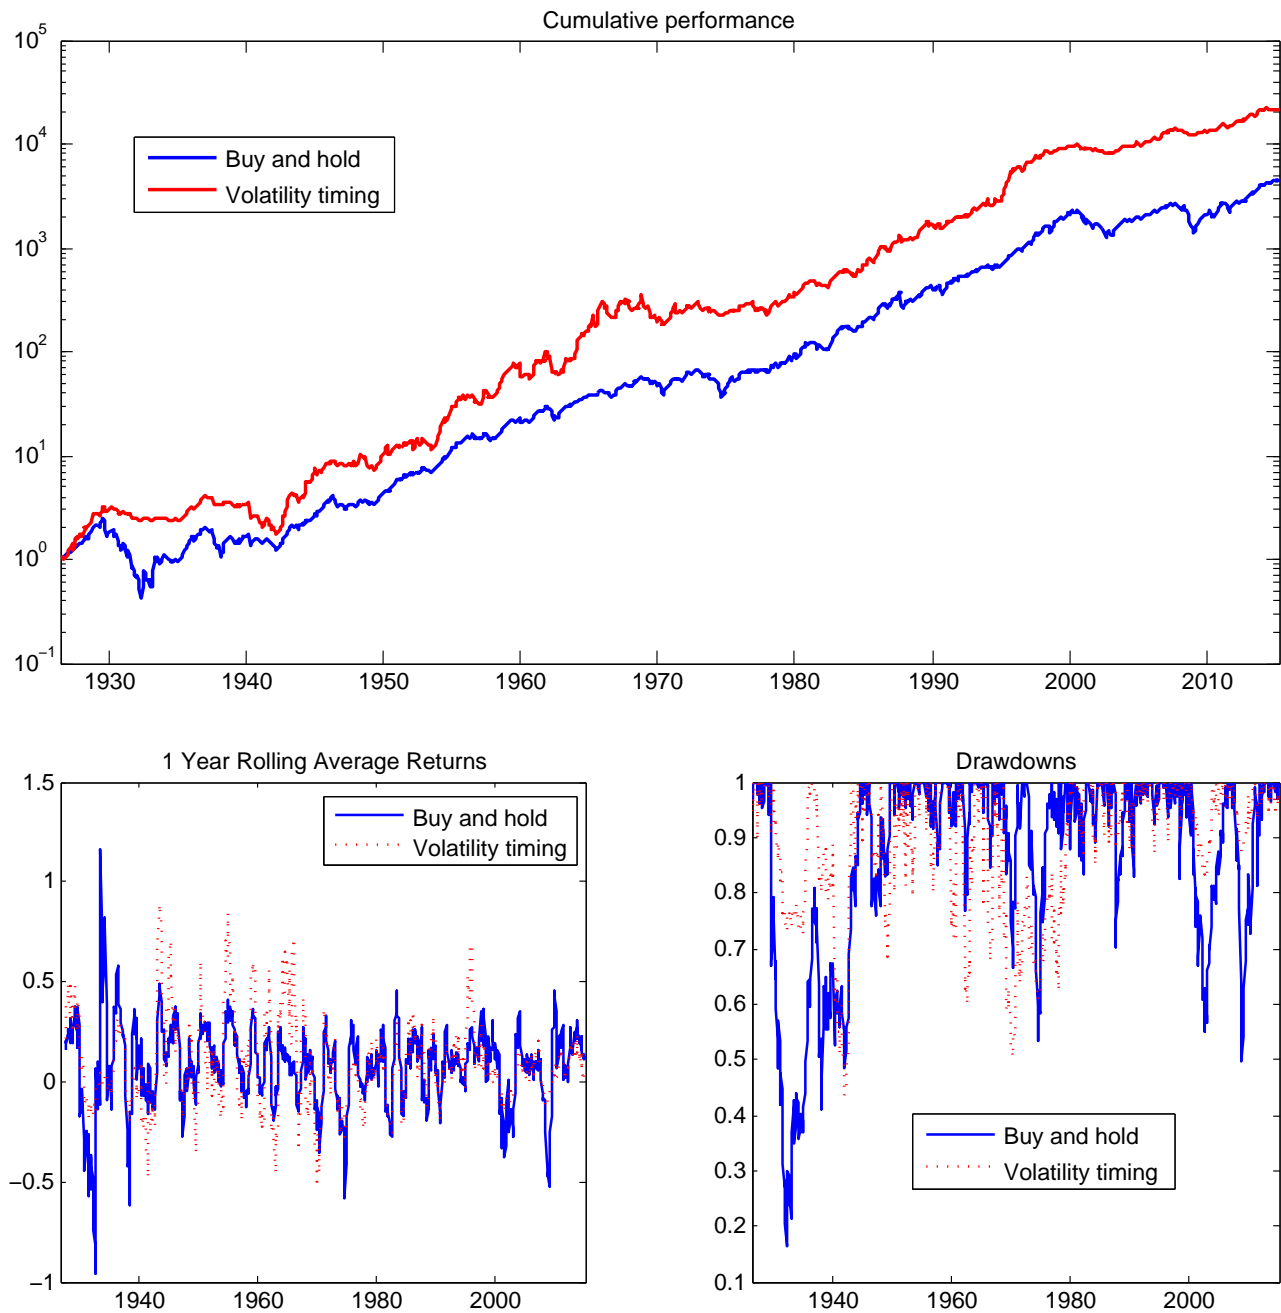 Cumulative performance
10^5
10^4
10^3
10^2
10^1
10^0
10^−1
Buy and hold
Volatility timing
1930 1940 1950 1960 1970 1980 1990 2000 2010
1 Year Rolling Average Returns
1.5
1
0.5
0
−0.5
−1
Buy and hold
Volatility timing
1940 1960 1980 2000
Drawdowns
1
0.9
0.8
0.7
0.6
0.5
0.4
0.3
0.2
0.1
Buy and hold
Volatility timing
1940 1960 1980 2000